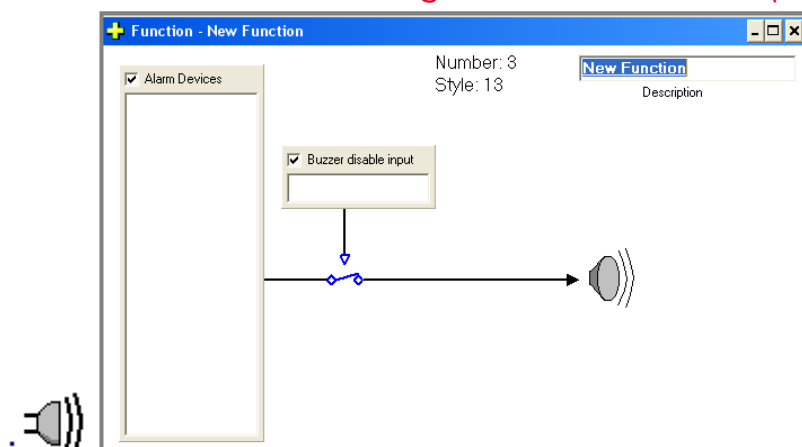 Function - New Function
Number: 3
Style: 13
New Function
Description
Alarm Devices
Buzzer disable input